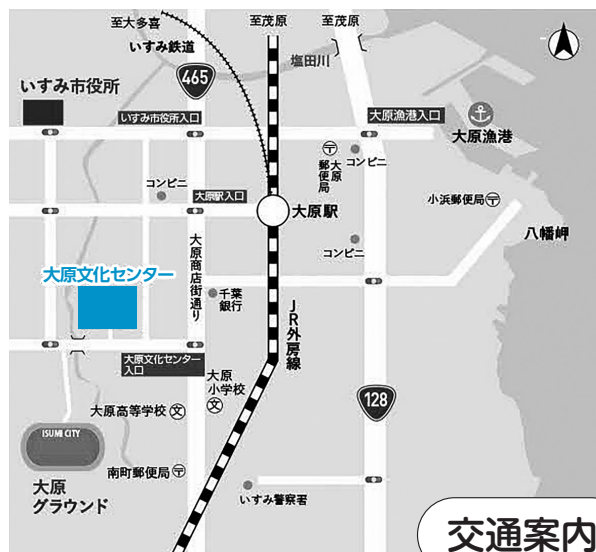 至大多喜
いすみ鉄道
至茂原
至茂原
塩田川
465
いすみ市役所
いすみ市役所入口
大原漁港入口
大原漁港
大原
郵便局
コンビニ
コンビニ
大原駅入口
大原駅
小浜郵便局
八幡岬
コンビニ
大原商店街通り
大原文化センター
千葉
銀行
JR外房線
大原文化センター
入口
大原
小学校
文
128
大原高等学校
文
ISUMI CITY
大原
グラウンド
南町郵便局
いすみ警察署
交通案内